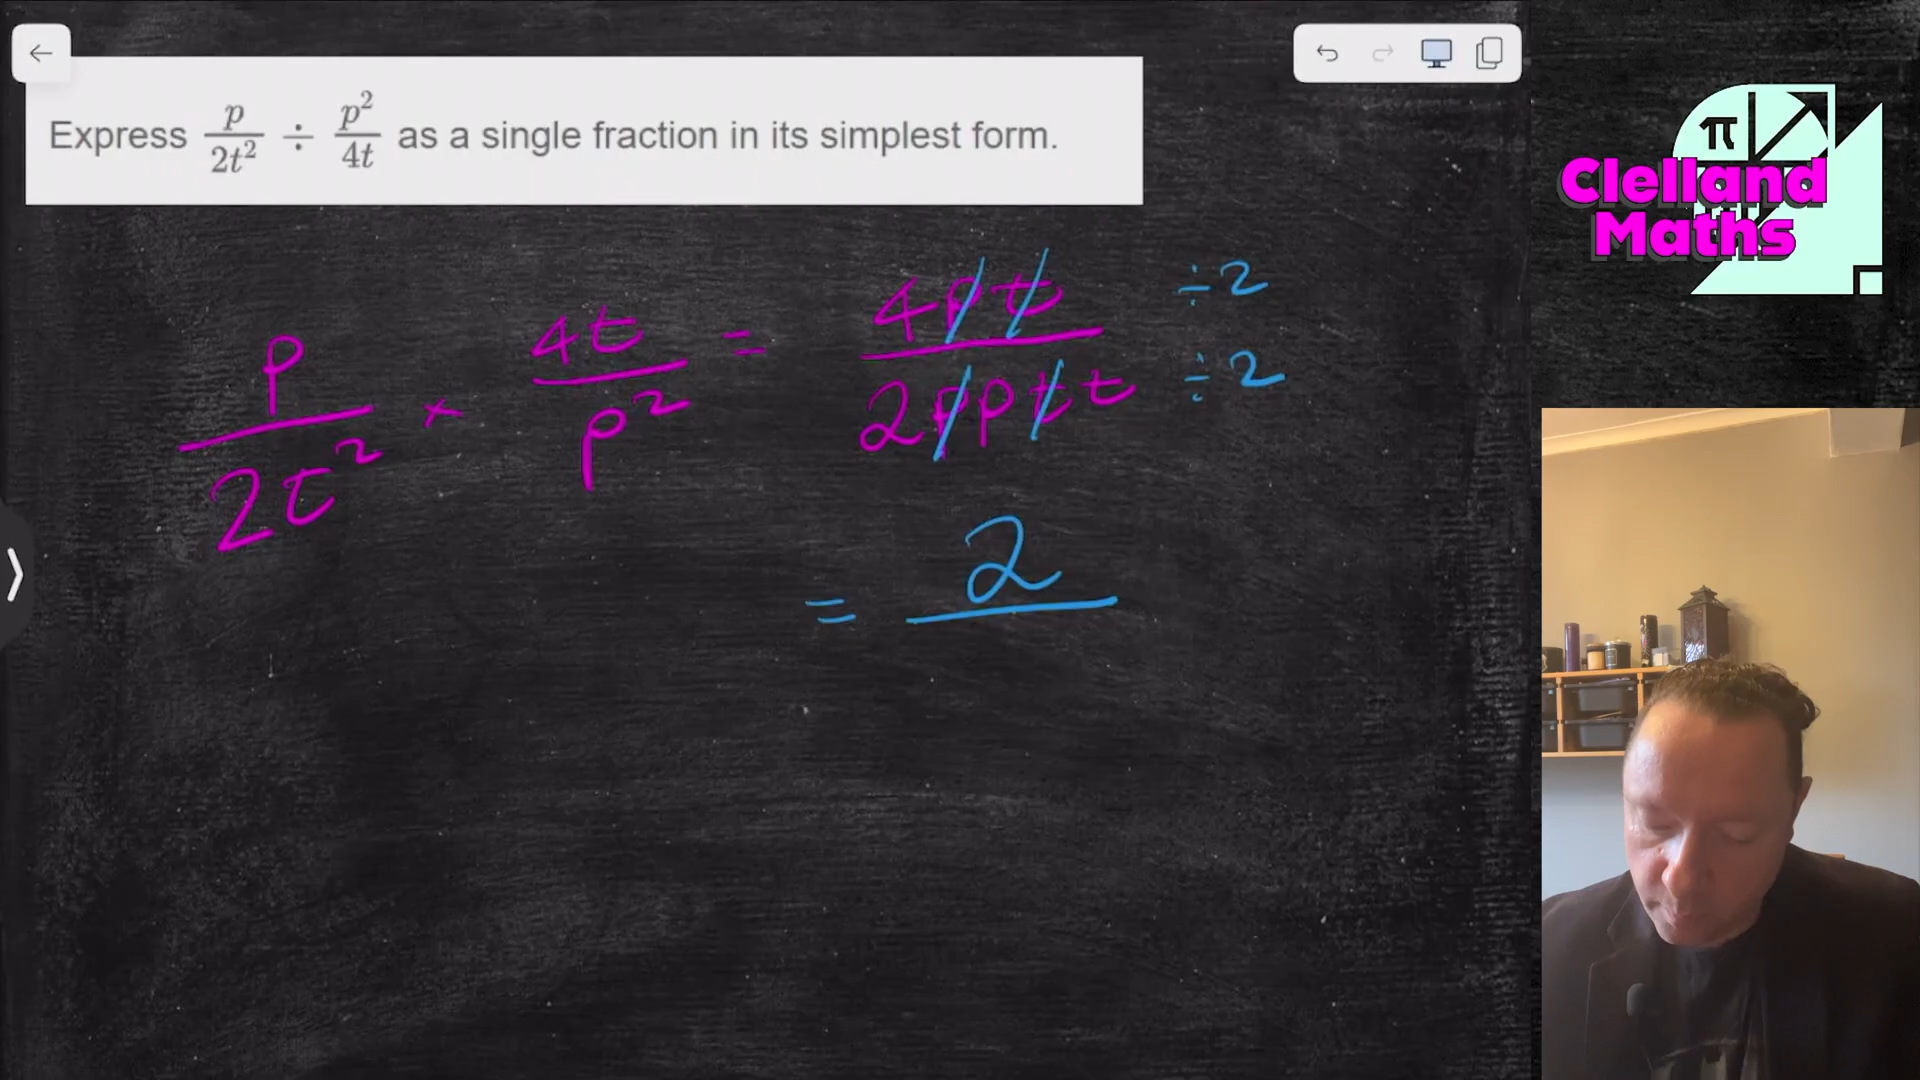 Express p/2t² ÷ p²/4t as a single fraction in its simplest form.
π
Clelland
Maths
p/2t² × 4t/p² = 4pt/2pptt ÷2 ÷2
= 2